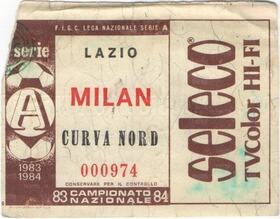 F.I.G.C. LEGA NAZIONALE SERIE A
serie
A
1983
1984
LAZIO
MILAN
CURVA NORD
000974
CONSERVARE PER IL CONTROLLO
83 CAMPIONATO 84
NAZIONALE
seleco
TVcolor HI-FI